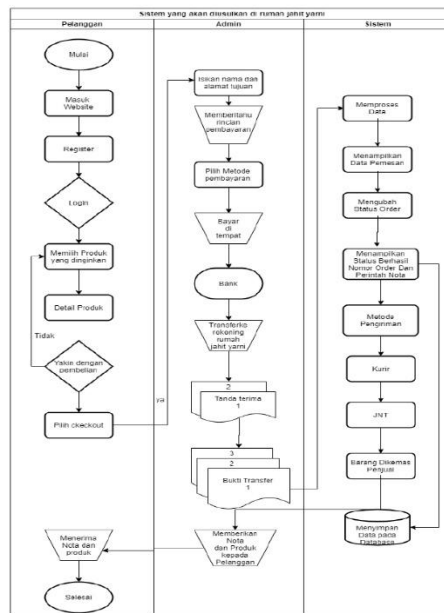 Sistem yang akan diusulkan di rumah jahit yarni
Pelanggan
Admin
Sistem
Mulai
Masuk
Website
Register
Login
Memilih Produk
yang diinginkan
Detail Produk
Tidak
Yakin dengan
pembelian
Pilih checkout
ya
Menerima
Nota dan
produk
Selesai
Isikan nama dan
alamat tujuan
Memberitahu
rincian
pembayaran
Pilih Metode
pembayaran
Bayar
di
tempat
Bank
Transfer ke
rekening
rumah
jahit yarni
2
Tanda terima
1
3
2
Bukti Transfer
1
Memberikan
Nota
dan Produk
kepada
Pelanggan
Memproses
Data
Menampilkan
Data Pemesan
Mengubah
Status Order
Menampilkan
Status Berhasil
Nomor Order Dan
Perintah Nota
Metode
Pengiriman
Kurir
JNT
Barang Dikemas
Penjual
Menyimpan
Data pada
Database